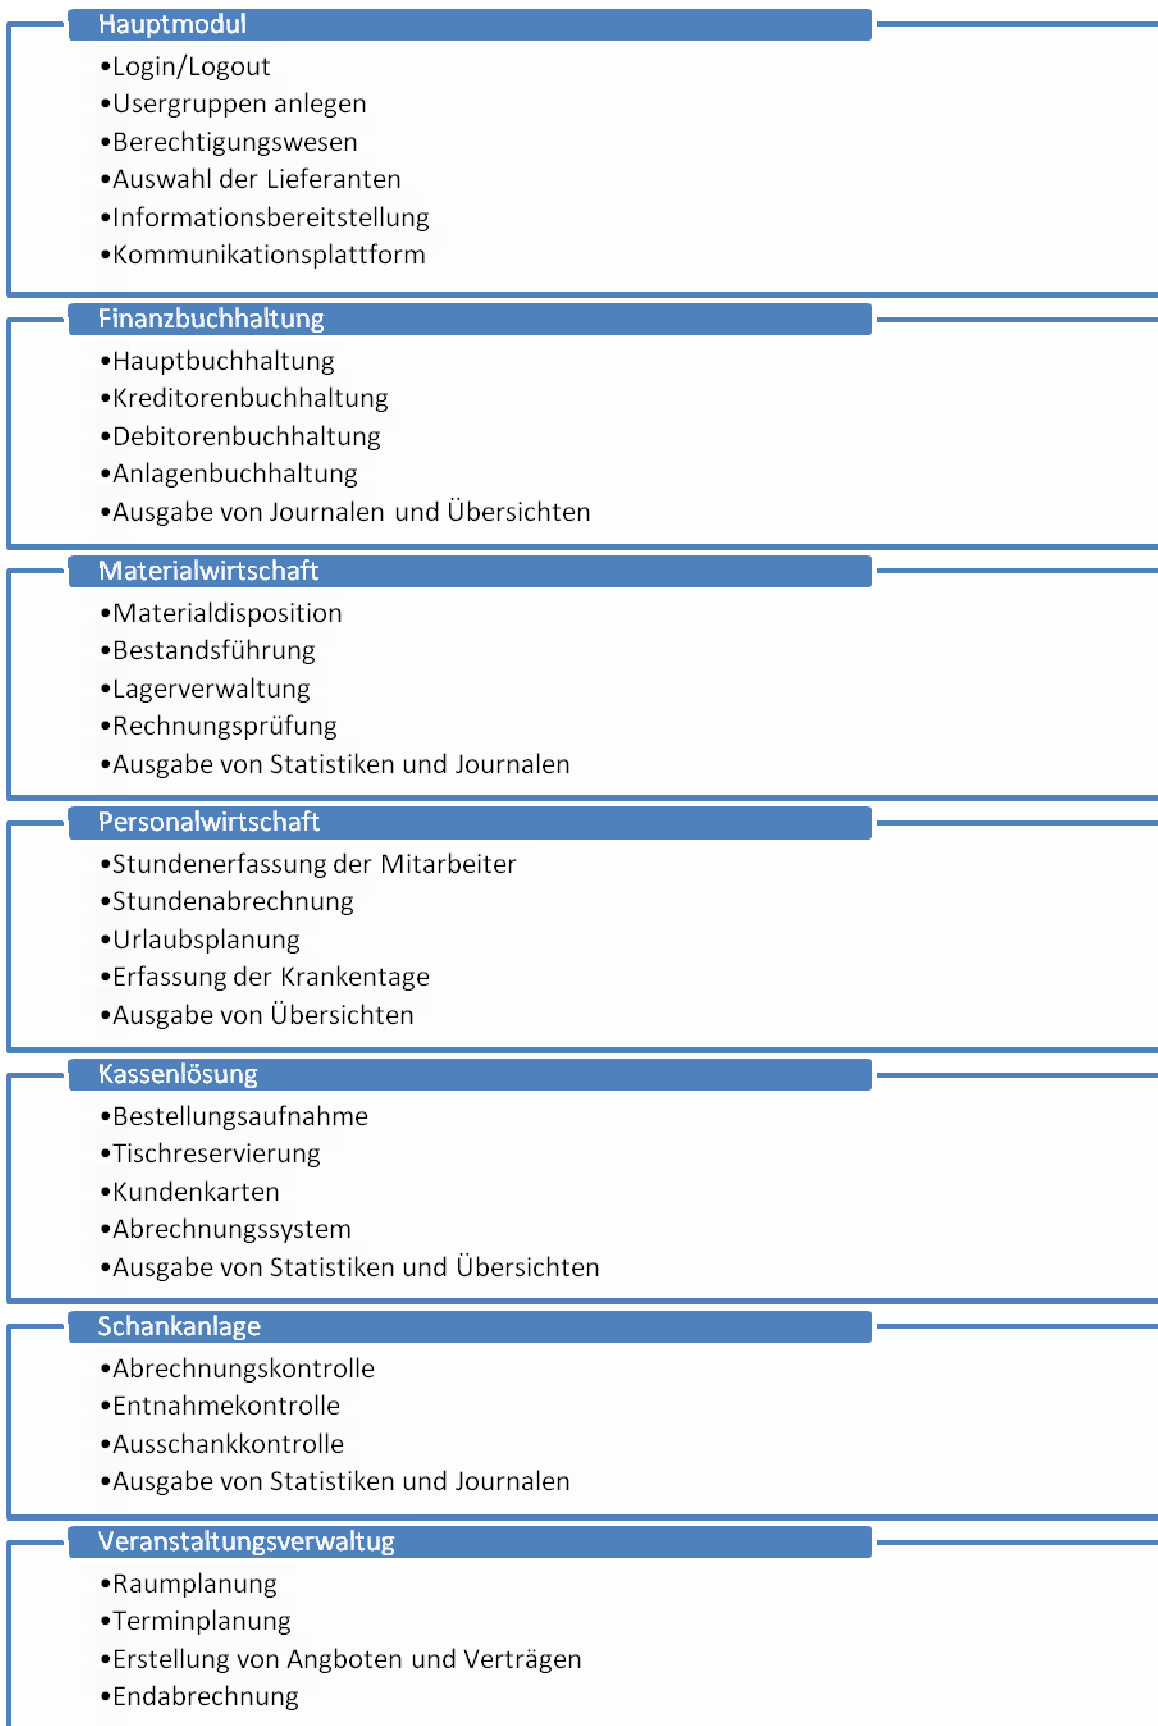 Hauptmodul
•Login/Logout
•Usergruppen anlegen
•Berechtigungswesen
•Auswahl der Lieferanten
•Informationsbereitstellung
•Kommunikationsplattform
Finanzbuchhaltung
•Hauptbuchhaltung
•Kreditorenbuchhaltung
•Debitorenbuchhaltung
•Anlagenbuchhaltung
•Ausgabe von Journalen und Übersichten
Materialwirtschaft
•Materialdisposition
•Bestandsführung
•Lagerverwaltung
•Rechnungsprüfung
•Ausgabe von Statistiken und Journalen
Personalwirtschaft
•Stundenerfassung der Mitarbeiter
•Stundenabrechnung
•Urlaubsplanung
•Erfassung der Krankentage
•Ausgabe von Übersichten
Kassenlösung
•Bestellungsaufnahme
•Tischreservierung
•Kundenkarten
•Abrechnungssystem
•Ausgabe von Statistiken und Übersichten
Schankanlage
•Abrechnungskontrolle
•Entnahmekontrolle
•Ausschankkontrolle
•Ausgabe von Statistiken und Journalen
Veranstaltungsverwaltug
•Raumplanung
•Terminplanung
•Erstellung von Angboten und Verträgen
•Endabrechnung